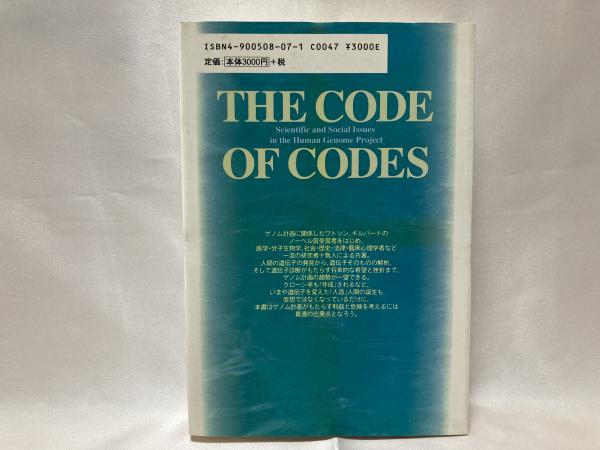 ISBN4-900508-07-1 C0047 ¥3000E
定価:本体3000円+税
THE CODE
Scientific and Social Issues
in the Human Genome Project
OF CODES
ゲノム計画に関係したワトソン、ギルバートの
ノーベル賞受賞者をはじめ、
医学・分子生物学、社会・歴史・法律・臨床心理学者など
一流の研究者十数人による共著。
人間の遺伝子の発見から、遺伝子そのものの解析、
そして遺伝子診断がもたらす将来的な希望と挫折まで、
ゲノム計画の趨勢が一望できる。
クローン羊も「作成」されるなど、
いまや遺伝子を変えた「人造」人間の誕生も
妄想ではなくなっているだけに、
本書はゲノム計画がもたらす利益と危険を考えるには
最適の出発点となろう。